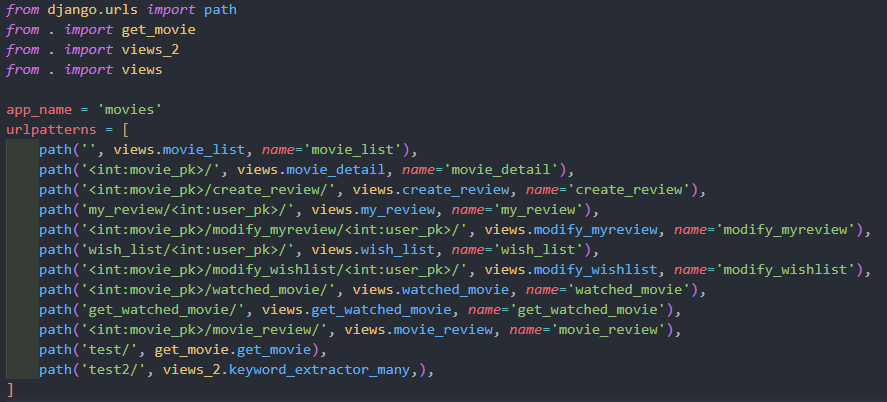 from django.urls import path
from . import get_movie
from . import views_2
from . import views

app_name = 'movies'
urlpatterns = [
    path('', views.movie_list, name='movie_list'),
    path('<int:movie_pk>/', views.movie_detail, name='movie_detail'),
    path('<int:movie_pk>/create_review/', views.create_review, name='create_review'),
    path('my_review/<int:user_pk>/', views.my_review, name='my_review'),
    path('<int:movie_pk>/modify_myreview/<int:user_pk>/', views.modify_myreview, name='modify_myreview'),
    path('wish_list/<int:user_pk>/', views.wish_list, name='wish_list'),
    path('<int:movie_pk>/modify_wishlist/<int:user_pk>/', views.modify_wishlist, name='modify_wishlist'),
    path('<int:movie_pk>/watched_movie/', views.watched_movie, name='watched_movie'),
    path('get_watched_movie/', views.get_watched_movie, name='get_watched_movie'),
    path('<int:movie_pk>/movie_review/', views.movie_review, name='movie_review'),
    path('test/', get_movie.get_movie),
    path('test2/', views_2.keyword_extractor_many,),
]